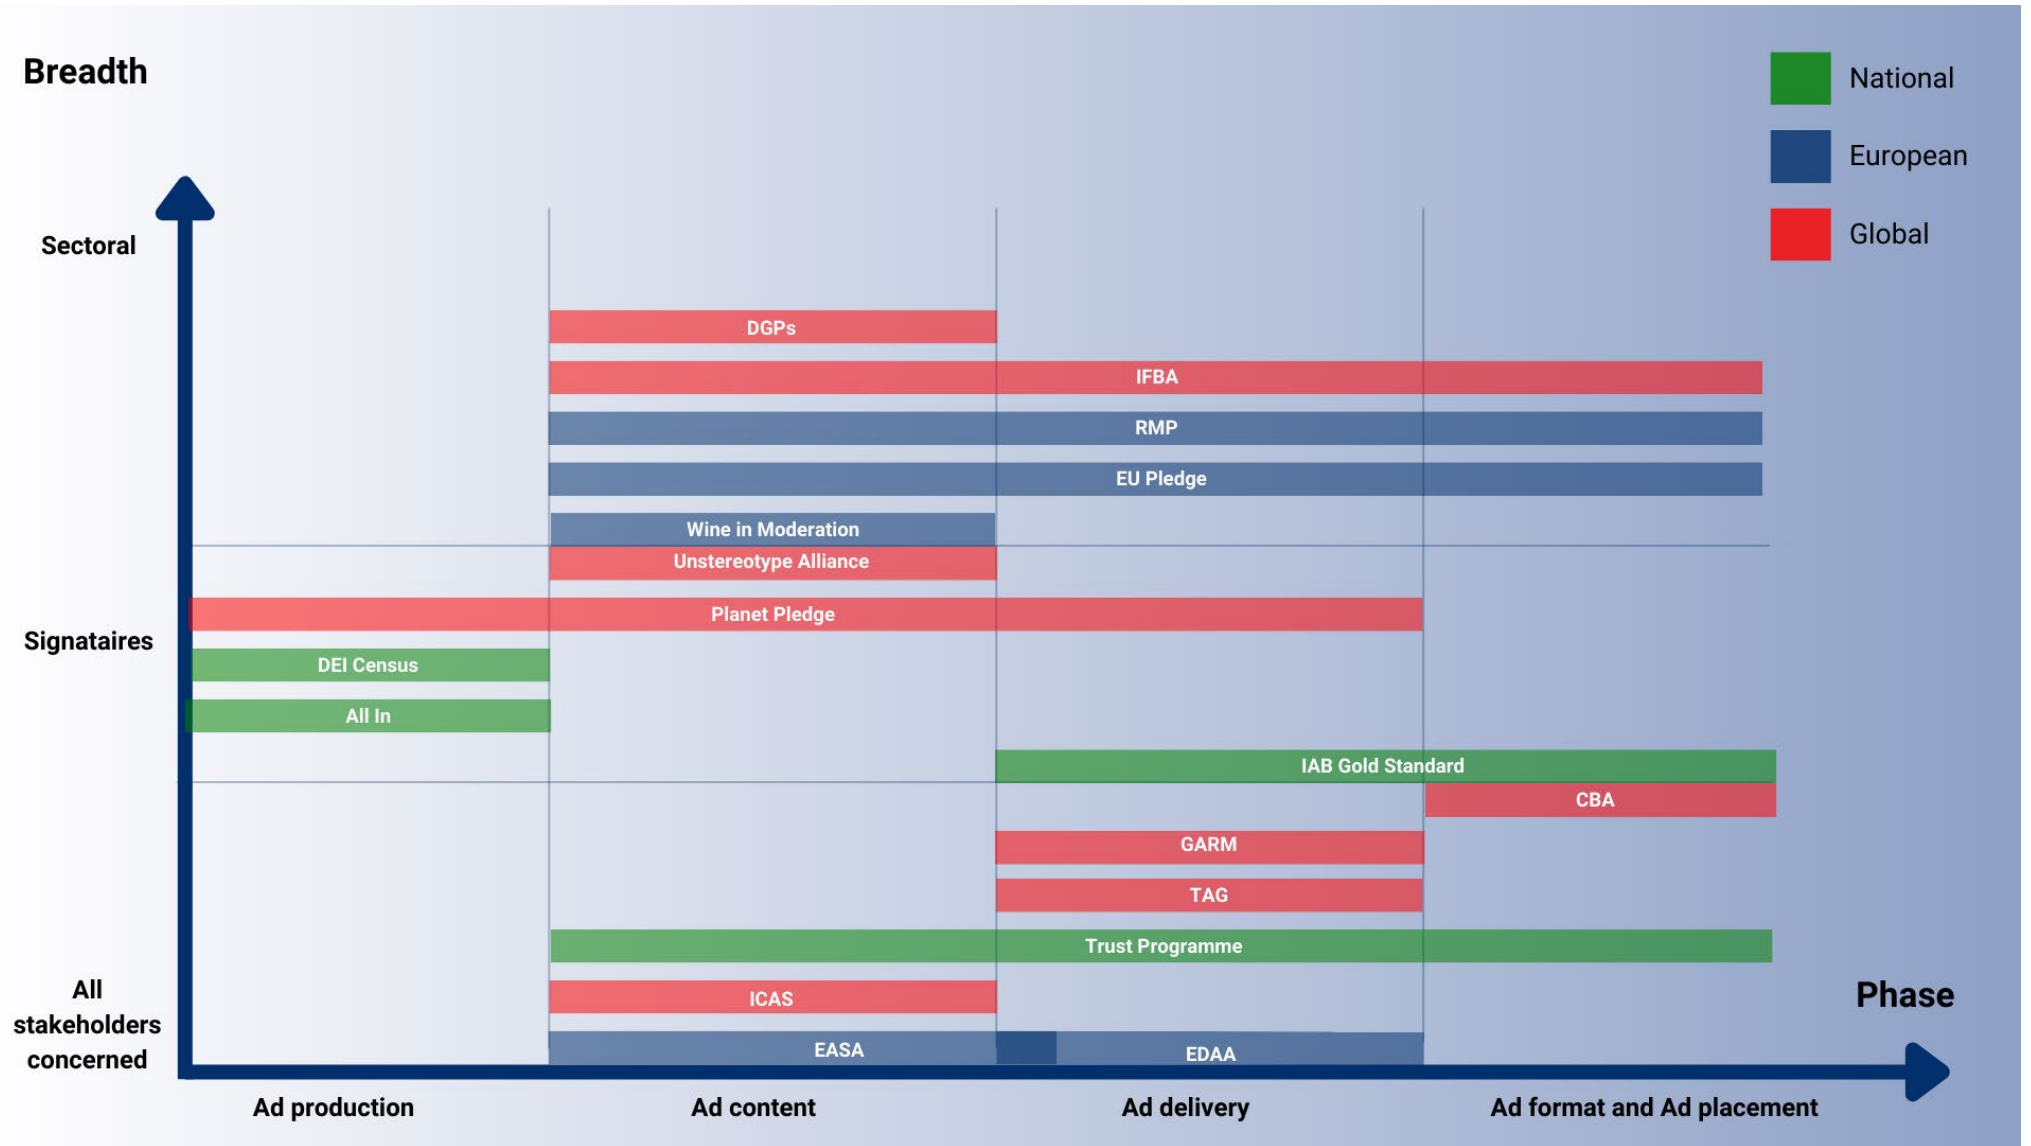 Breadth
National
European
Global
Sectoral
DGPs
IFBA
RMP
EU Pledge
Wine in Moderation
Unstereotype Alliance
Planet Pledge
Signataires
DEI Census
All In
IAB Gold Standard
CBA
GARM
TAG
Trust Programme
All
stakeholders
concerned
ICAS
Phase
EASA
EDAA
Ad production
Ad content
Ad delivery
Ad format and Ad placement